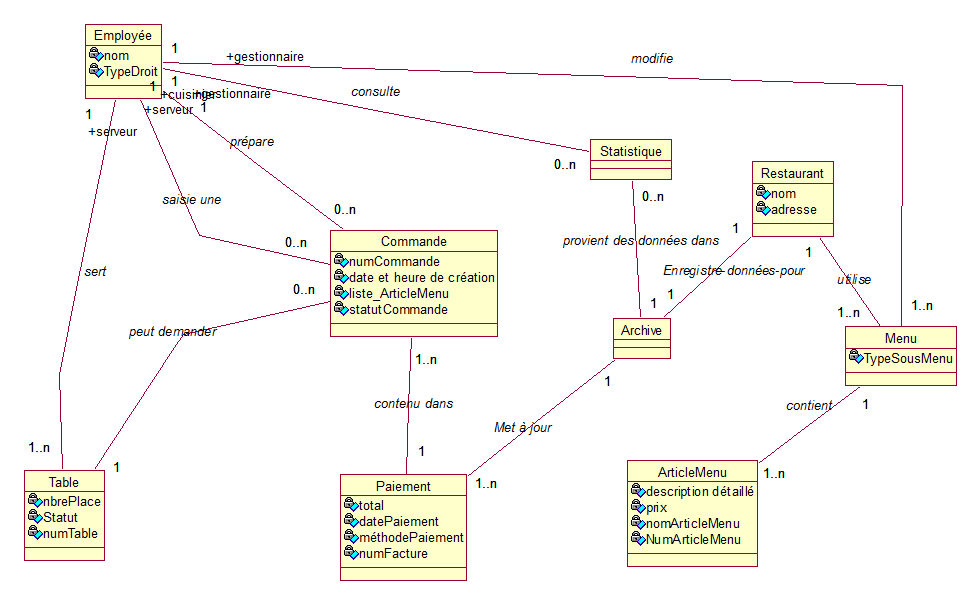 Employée
nom
TypeDroit
1
+gestionnaire
modifie
1
1
+cuisinier
+gestionnaire
consulte
1
+serveur
1
+serveur
prépare
saisie une
sert
Statistique
0..n
0..n
Restaurant
nom
adresse
1
1
provient des données dans
Enregistre-données-pour
utilise
0..n
0..n
0..n
Commande
numCommande
date et heure de création
liste_ArticleMenu
statutCommande
peut demander
1
1
Archive
1
1..n
1..n
Menu
TypeSousMenu
1..n
contenu dans
1
Met à jour
1..n
contient
1
1..n
1..n
1
Table
nbrePlace
Statut
numTable
Paiement
total
datePaiement
méthodePaiement
numFacture
ArticleMenu
description détaillé
prix
nomArticleMenu
NumArticleMenu